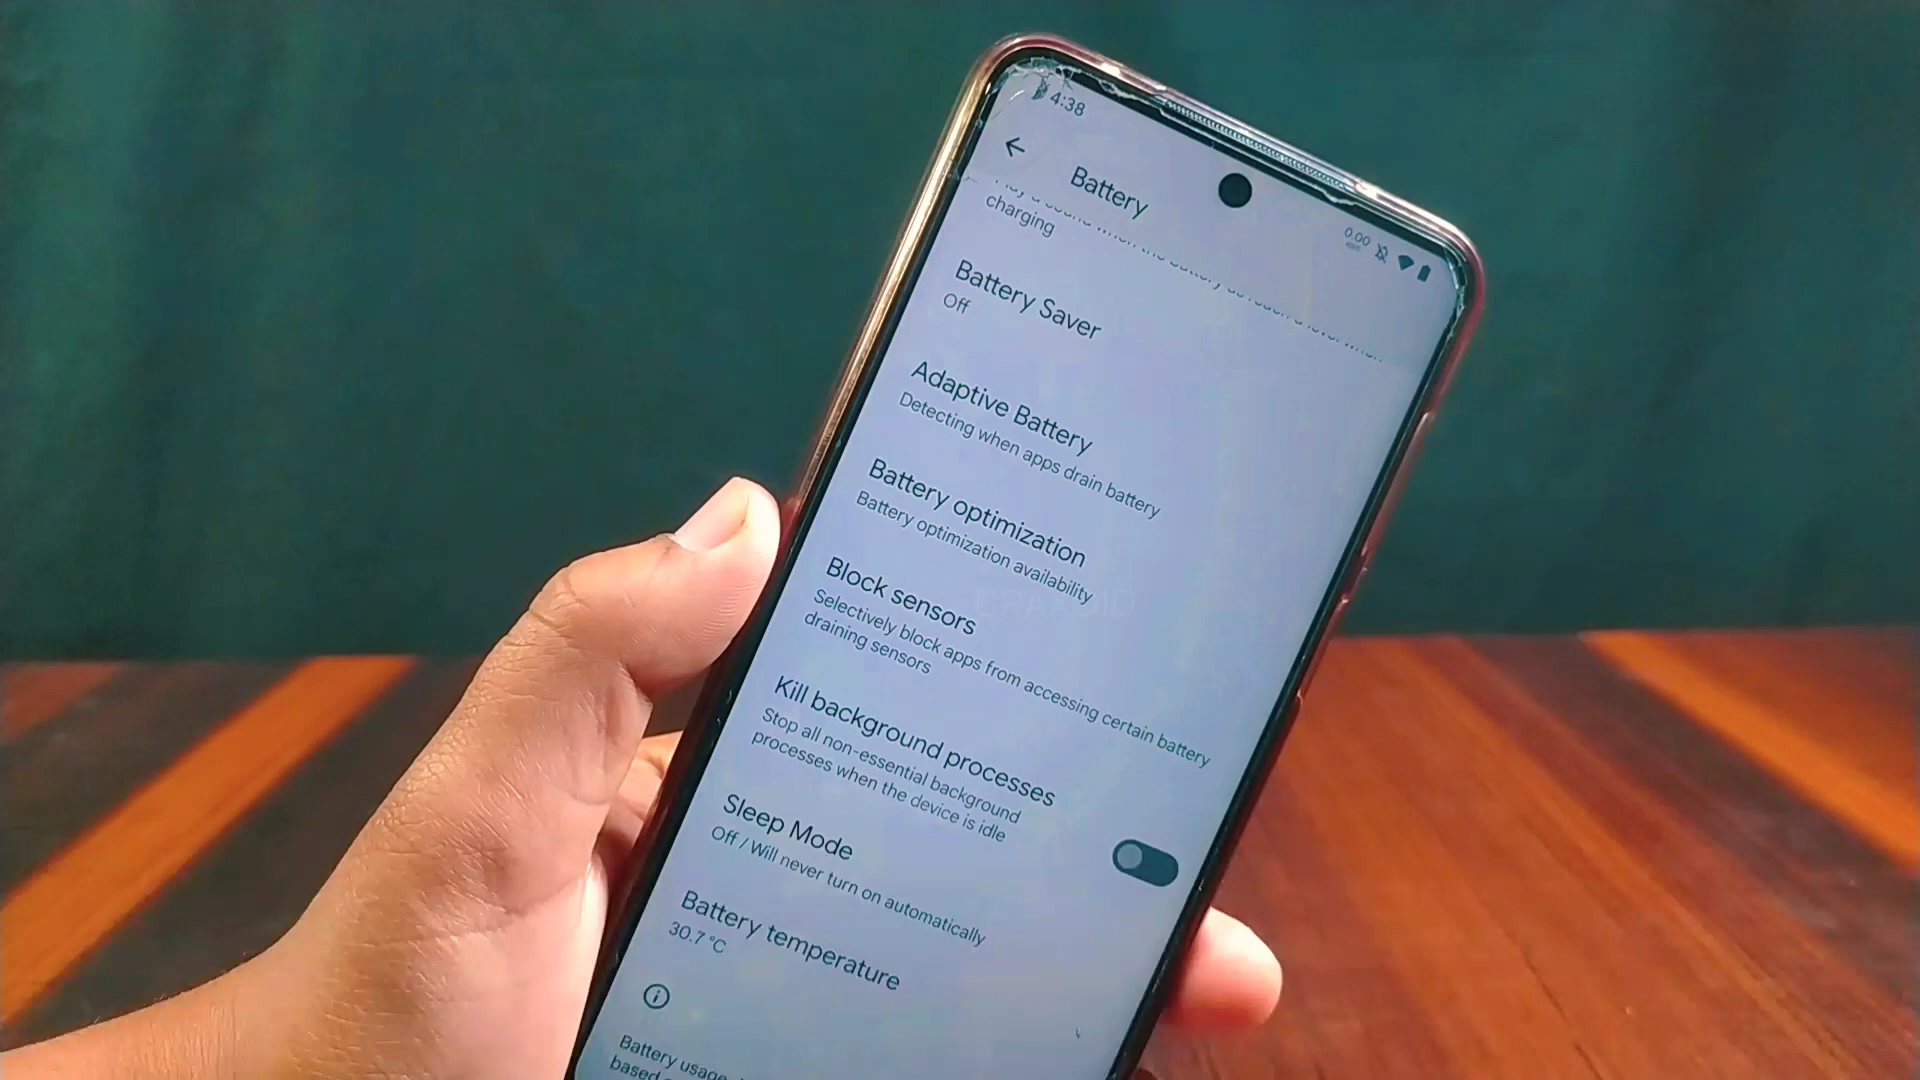 4:38
0.00
Battery
charging
Battery Saver
Off
Adaptive Battery
Detecting when apps drain battery
Battery optimization
Battery optimization availability
Block sensors
Selectively block apps from accessing certain battery
draining sensors
Kill background processes
Stop all non-essential background
processes when the device is idle
Sleep Mode
Off / Will never turn on automatically
Battery temperature
30.7 °C
Battery usage
based